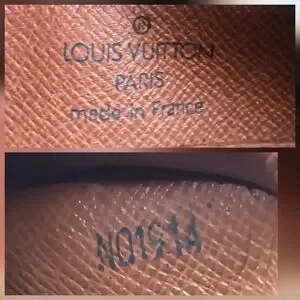 ®
LOUIS VUITTON
PARIS
made in France
NO1914